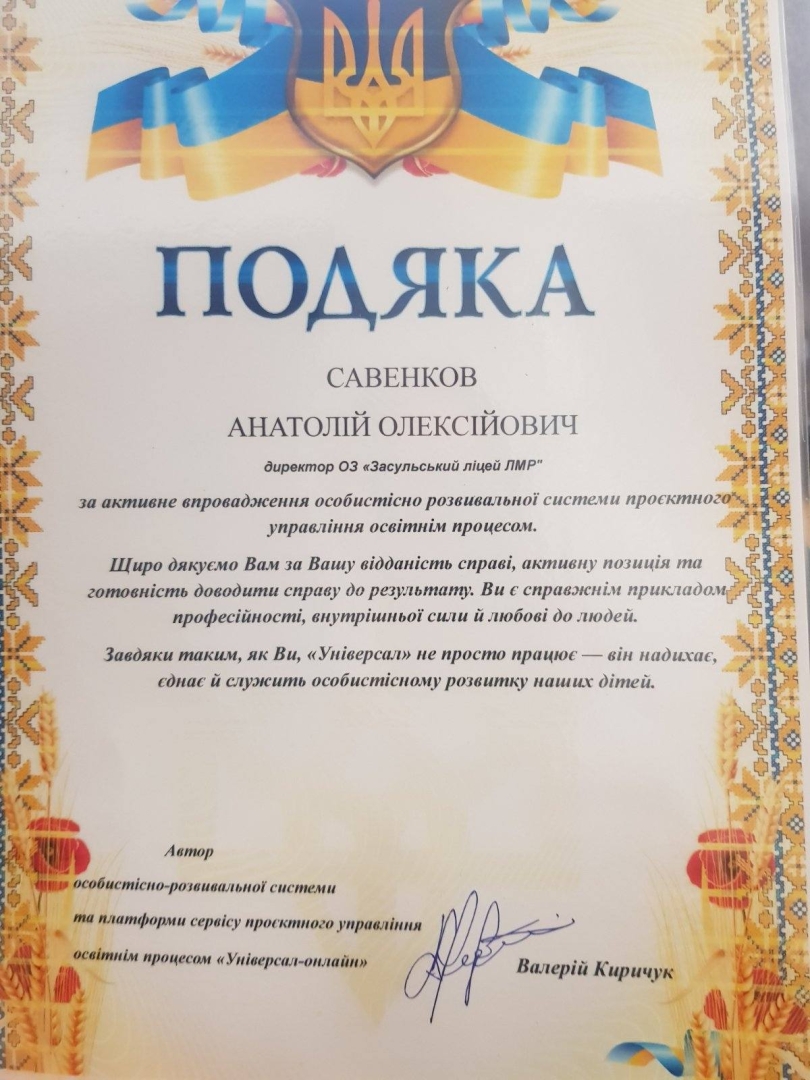 ПОДЯКА
САВЕНКОВ
АНАТОЛІЙ ОЛЕКСІЙОВИЧ
директор ОЗ «Засульський ліцей ЛМР"
за активне впровадження особистісно розвивальної системи проєктного
управління освітнім процесом.
Щиро дякуємо Вам за Вашу відданість справі, активну позиція та
готовність доводити справу до результату. Ви є справжнім прикладом
професійності, внутрішньої сили й любові до людей.
Завдяки таким, як Ви, «Універсал» не просто працює — він надихає,
єднає й служить особистісному розвитку наших дітей.
Автор
особистісно-розвивальної системи
та платформи сервісу проєктного управління
освітнім процесом «Універсал-онлайн»
Валерій Киричук